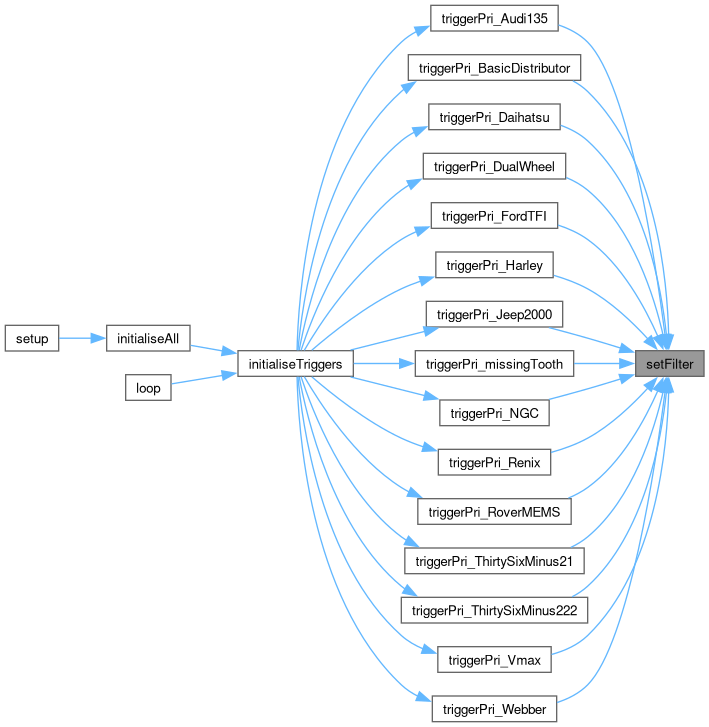 triggerPri_Audi135
triggerPri_BasicDistributor
triggerPri_Daihatsu
triggerPri_DualWheel
triggerPri_FordTFI
triggerPri_Harley
triggerPri_Jeep2000
setup
initialiseAll
initialiseTriggers
triggerPri_missingTooth
setFilter
loop
triggerPri_NGC
triggerPri_Renix
triggerPri_RoverMEMS
triggerPri_ThirtySixMinus21
triggerPri_ThirtySixMinus222
triggerPri_Vmax
triggerPri_Webber